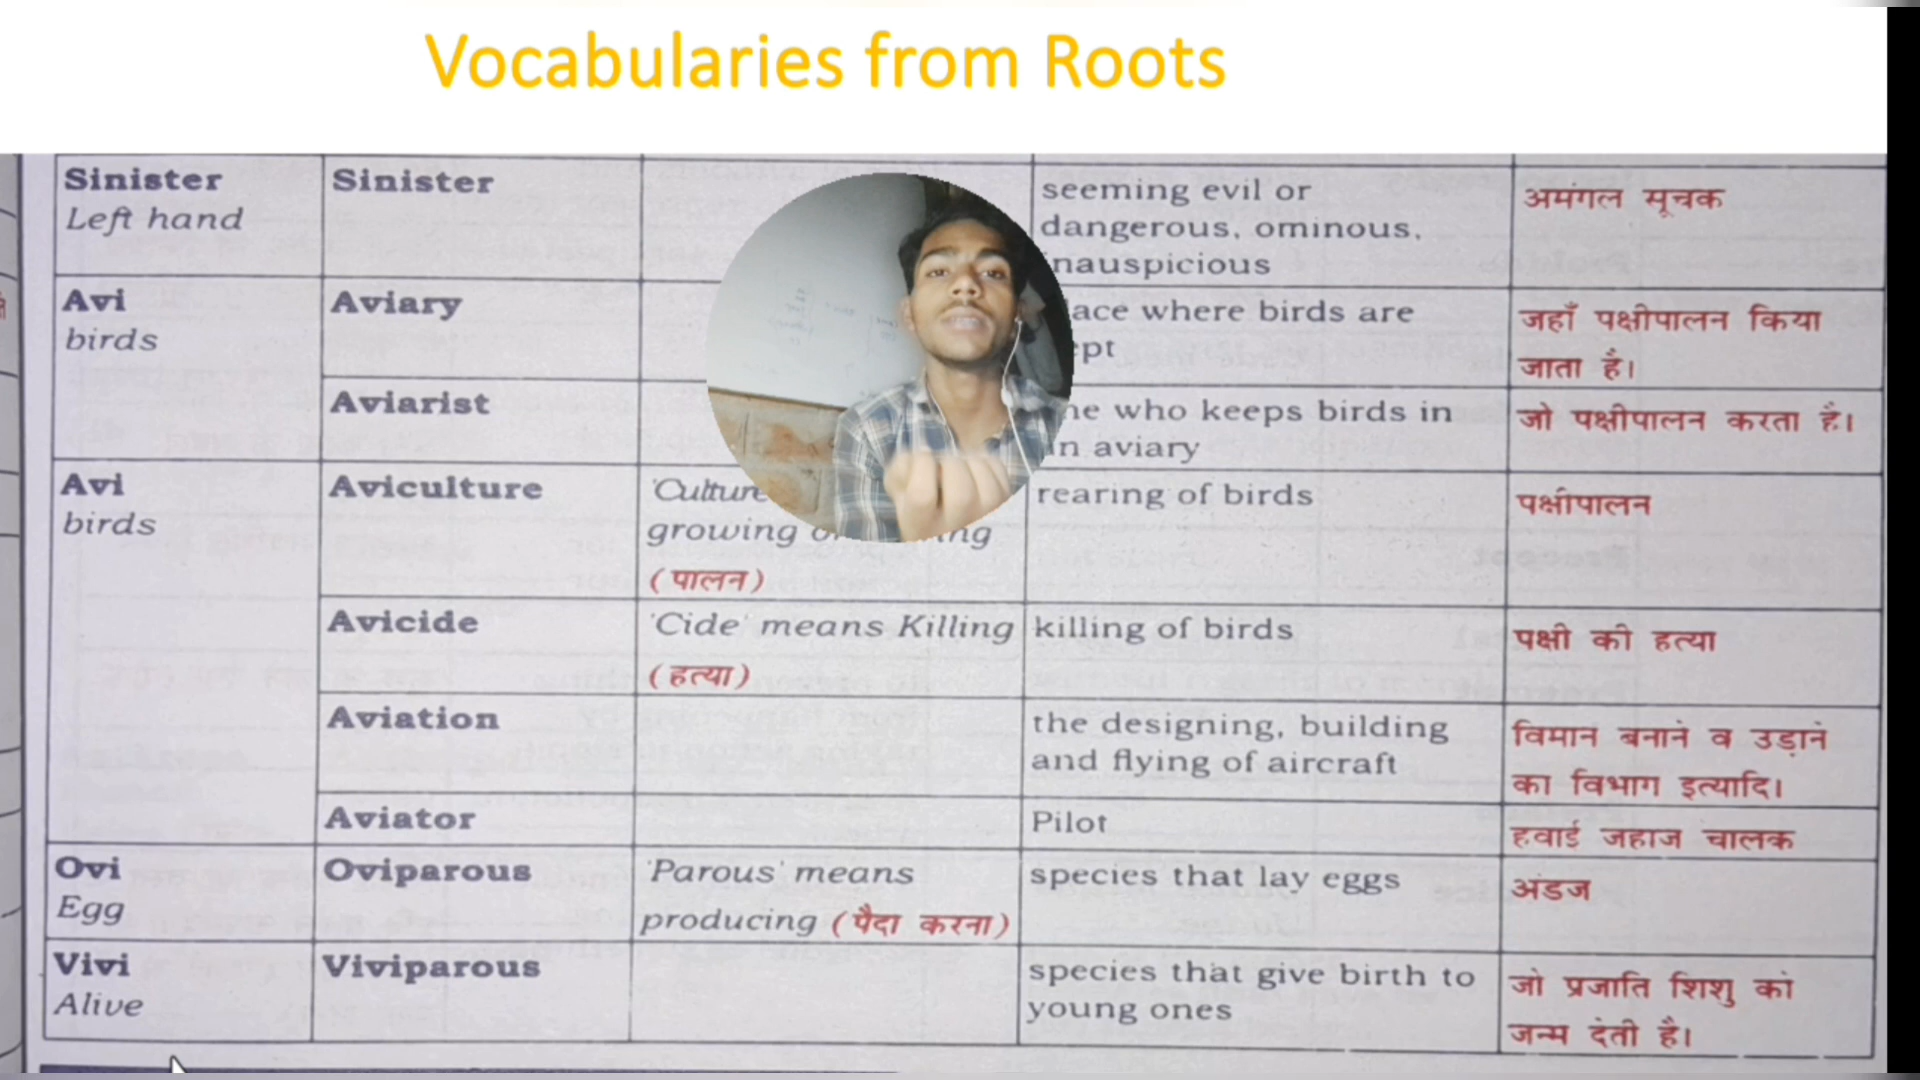 Vocabularies from Roots
Sinister
Left hand
Sinister
seeming evil or
dangerous, ominous,
अमंगल सूचक
Avi
birds
Aviary
where birds are
जहाँ पक्षीपालन किया
जाता है।
Aviarist
who keeps birds in
aviary
जो पक्षीपालन करता है।
Avi
birds
Aviculture
'Culture
growing
(पालन)
rearing of birds
पक्षीपालन
Avicide
'Cide' means Killing
(हत्या)
killing of birds
पक्षी की हत्या
Aviation
the designing, building
and flying of aircraft
विमान बनाने व उड़ाने
का विभाग इत्यादि।
Aviator
Pilot
हवाई जहाज चालक
Ovi
Egg
Oviparous
'Parous' means
producing (पैदा करना)
species that lay eggs
अंडज
Vivi
Alive
Viviparous
species that give birth to
young ones
जो प्रजाति शिशु को
जन्म देती है।